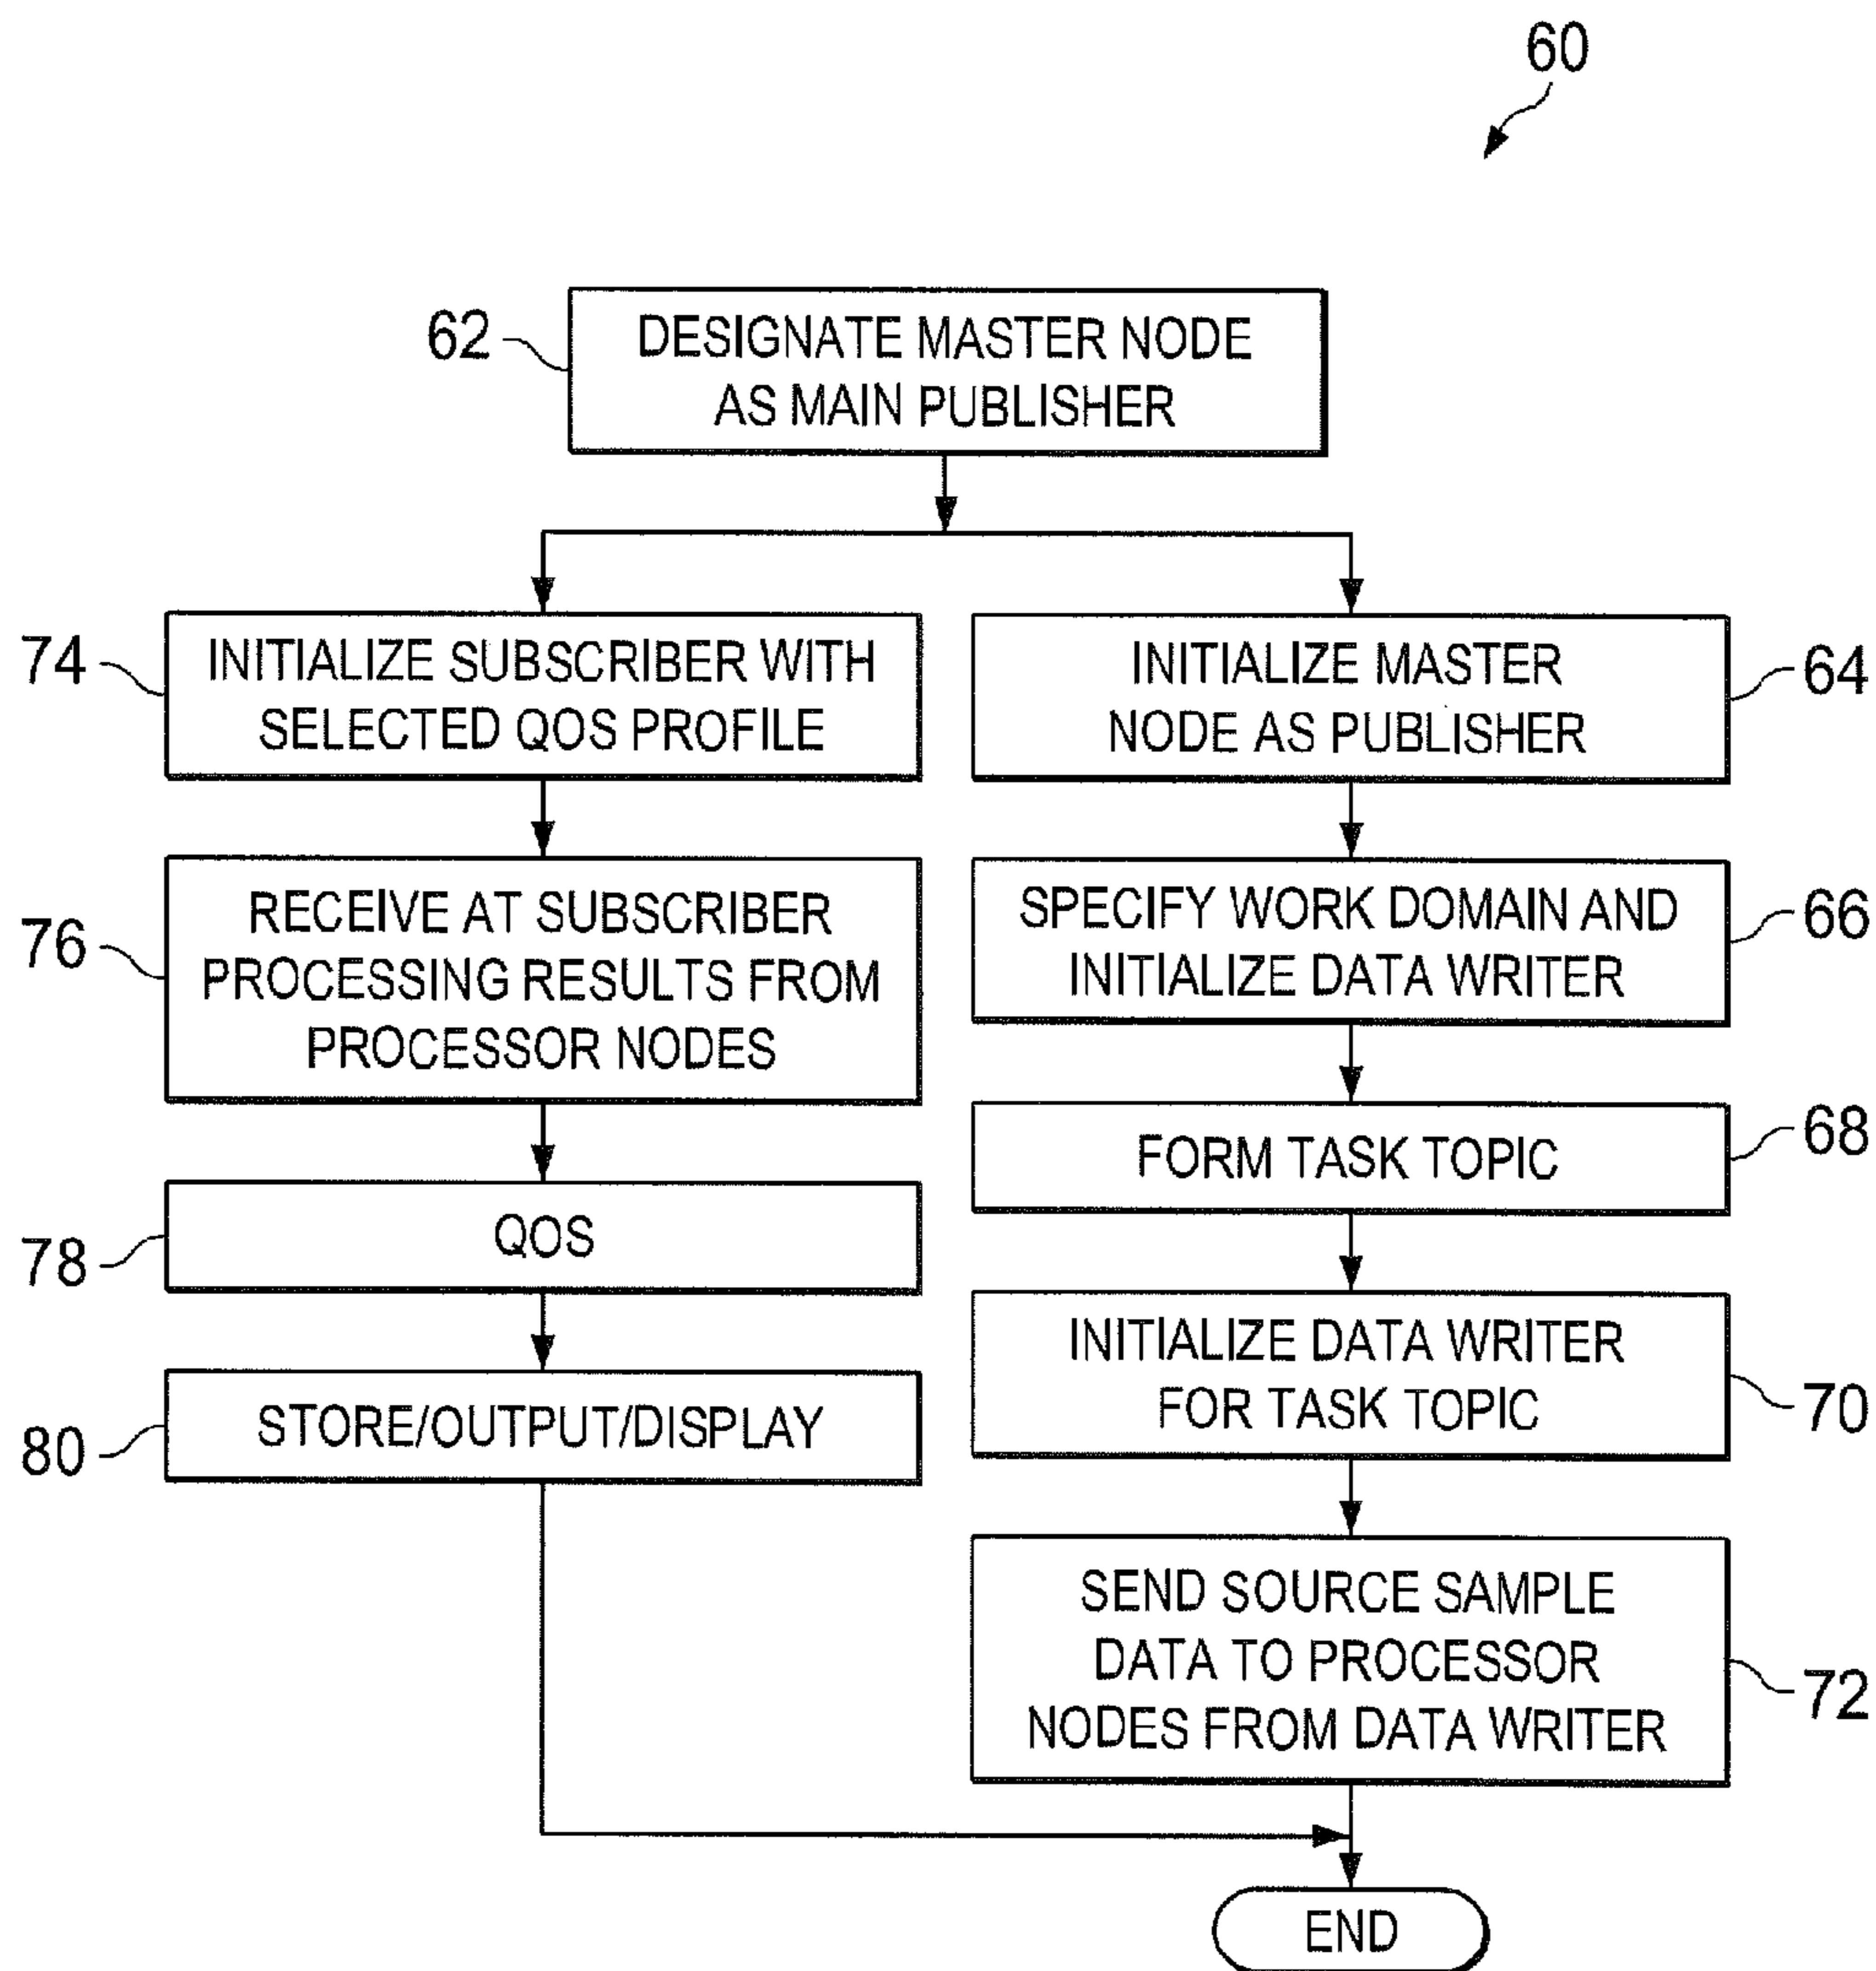 60
62
DESIGNATE MASTER NODE
AS MAIN PUBLISHER
74
INITIALIZE SUBSCRIBER WITH
SELECTED QOS PROFILE
76
RECEIVE AT SUBSCRIBER
PROCESSING RESULTS FROM
PROCESSOR NODES
78
QOS
80
STORE/OUTPUT/DISPLAY
INITIALIZE MASTER
NODE AS PUBLISHER
64
SPECIFY WORK DOMAIN AND
INITIALIZE DATA WRITER
66
FORM TASK TOPIC
68
INITIALIZE DATA WRITER
FOR TASK TOPIC
70
SEND SOURCE SAMPLE
DATA TO PROCESSOR
NODES FROM DATA WRITER
72
END